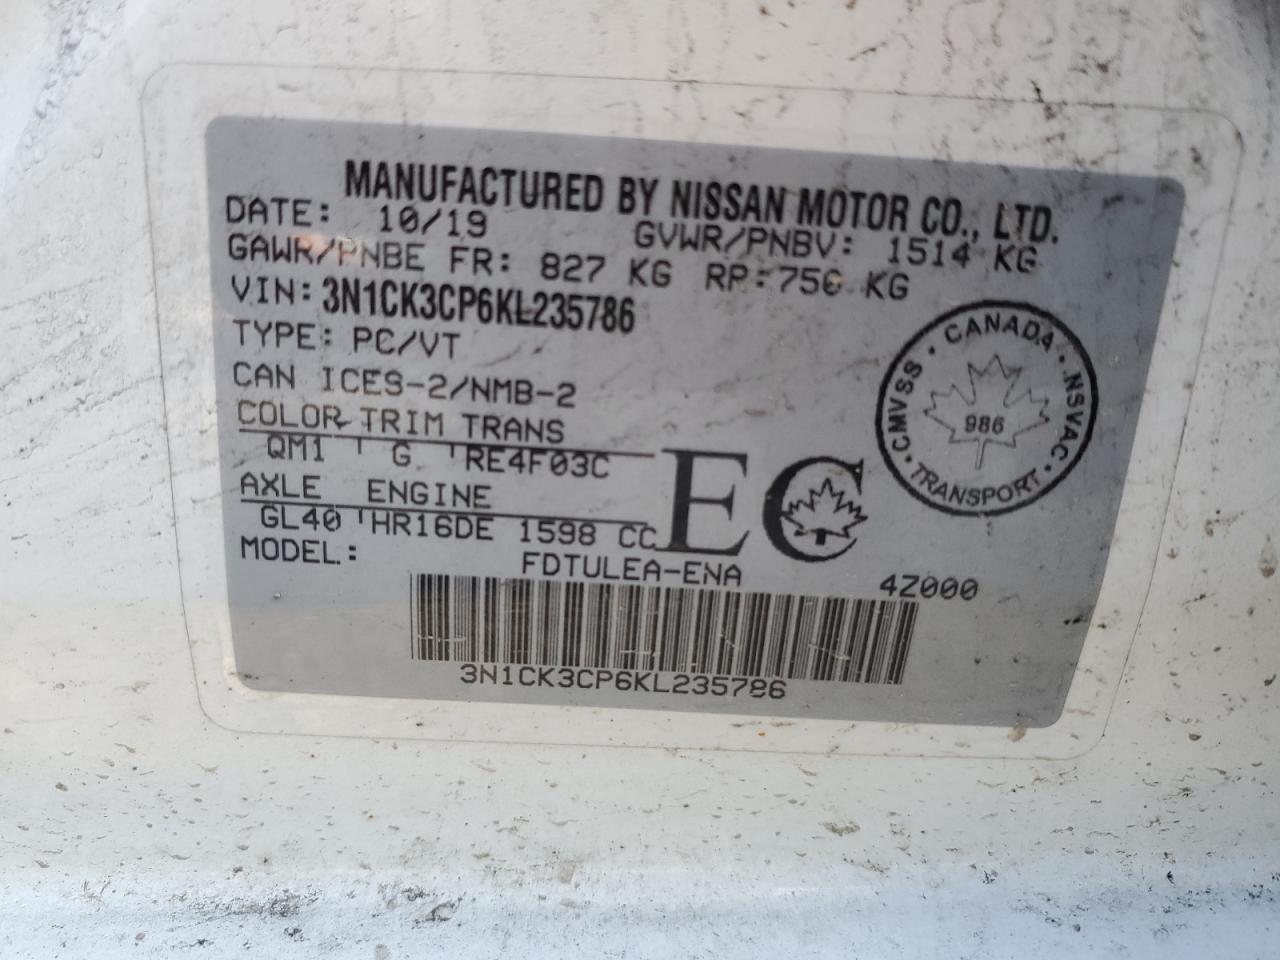 MANUFACTURED BY NISSAN MOTOR CO., LTD.
DATE: 10/19 GVWR/PNBV: 1514 KG
GAWR/PNBE FR: 827 KG RP: 756 KG
VIN: 3N1CK3CP6KL235786
TYPE: PC/VT
CAN ICES-2/NMB-2
COLOR TRIM TRANS
QM1 G RE4F03C
AXLE ENGINE
GL40 HR16DE 1598 CC
MODEL: FDTULEA-ENA 4Z000
3N1CK3CP6KL235786
EC
CANADA · NSVAC · TRANSPORT · CMVSS ·
986